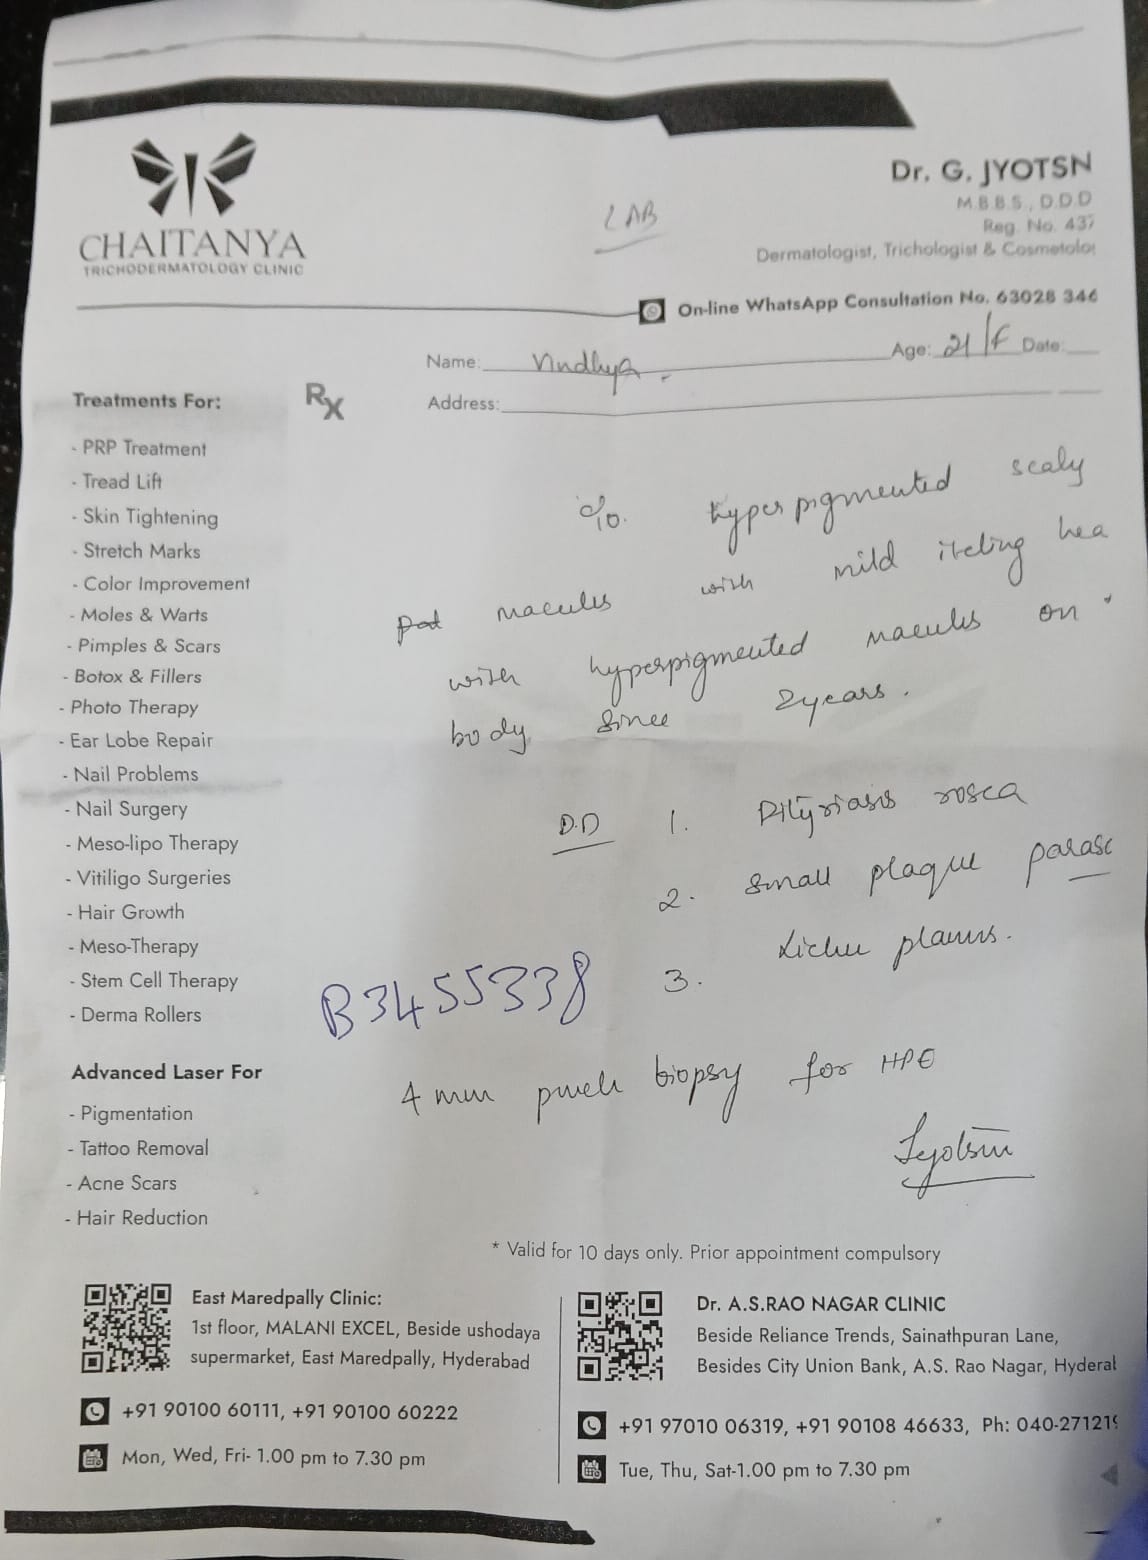 CHAITANYA
TRICHODERMATOLOGY CLINIC
LAB
Dr. G. JYOTSN
M.B.B.S., D.D.D
Reg. No. 437
Dermatologist, Trichologist & Cosmetolo
On-line WhatsApp Consultation No. 63028 346
Name: Vindhya. Age: 21/F Date:
Rx
Address:
Treatments For:
- PRP Treatment
- Tread Lift
- Skin Tightening
- Stretch Marks
- Color Improvement
- Moles & Warts
- Pimples & Scars
- Botox & Fillers
- Photo Therapy
- Ear Lobe Repair
- Nail Problems
- Nail Surgery
- Meso-lipo Therapy
- Vitiligo Surgeries
- Hair Growth
- Meso-Therapy
- Stem Cell Therapy
- Derma Rollers
Advanced Laser For
- Pigmentation
- Tattoo Removal
- Acne Scars
- Hair Reduction
c/o. hyperpigmented scaly
macules with mild itching hea
with hyperpigmented macules on
body since 2years.
D.D 1. Pityriasis rosea
2. small plaque parasc
3. Lichen planus.
B3455338
4 mm punch biopsy for HPE
Jyotsna
* Valid for 10 days only. Prior appointment compulsory
East Maredpally Clinic:
1st floor, MALANI EXCEL, Beside ushodaya
supermarket, East Maredpally, Hyderabad
+91 90100 60111, +91 90100 60222
Mon, Wed, Fri- 1.00 pm to 7.30 pm
Dr. A.S.RAO NAGAR CLINIC
Beside Reliance Trends, Sainathpuran Lane,
Besides City Union Bank, A.S. Rao Nagar, Hyderal
+91 97010 06319, +91 90108 46633, Ph: 040-271219
Tue, Thu, Sat-1.00 pm to 7.30 pm